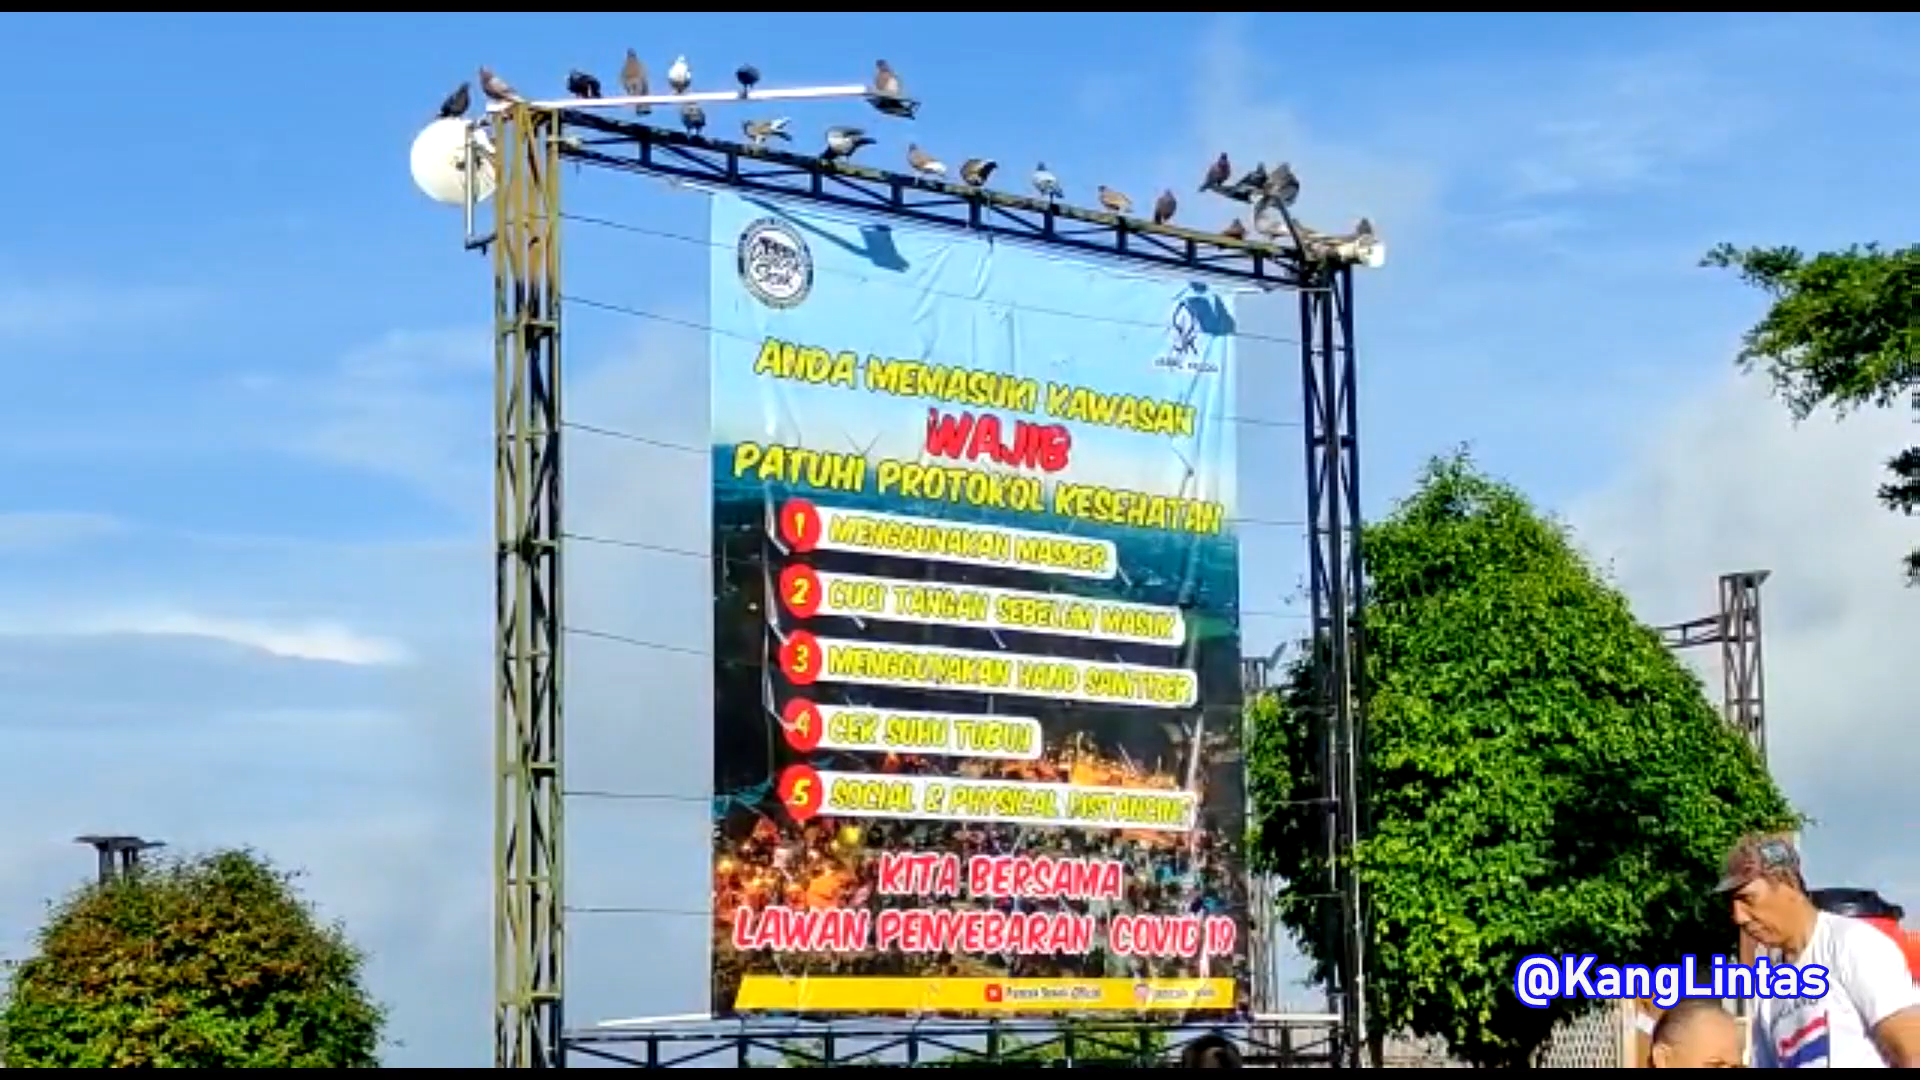 ANDA MEMASUKI KAWASAN
WAJIB
PATUHI PROTOKOL KESEHATAN
1 MENGGUNAKAN MASKER
2 CUCI TANGAN SEBELUM MASUK
3 MENGGUNAKAN HAND SANITIZER
4 CEK SUHU TUBUH
5 SOCIAL & PHYSICAL DISTANCING
KITA BERSAMA
LAWAN PENYEBARAN COVID 19
@KangLintas